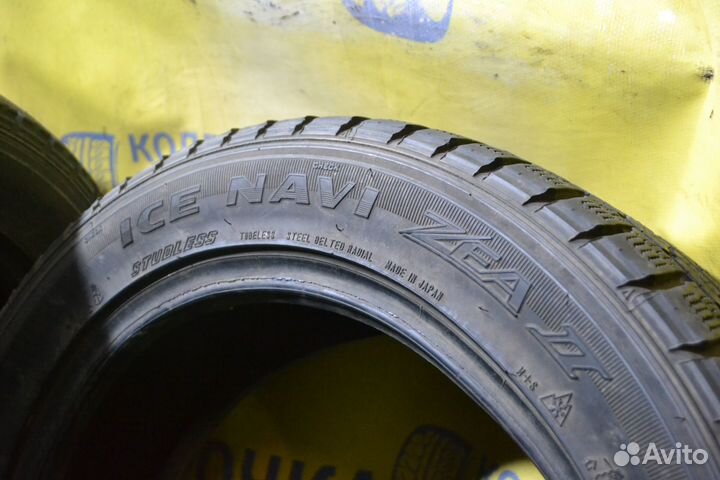 ICE NAVI
ZEA II
STUDLESS
TUBELESS STEEL BELTED RADIAL
MADE IN JAPAN
M+S
Avito